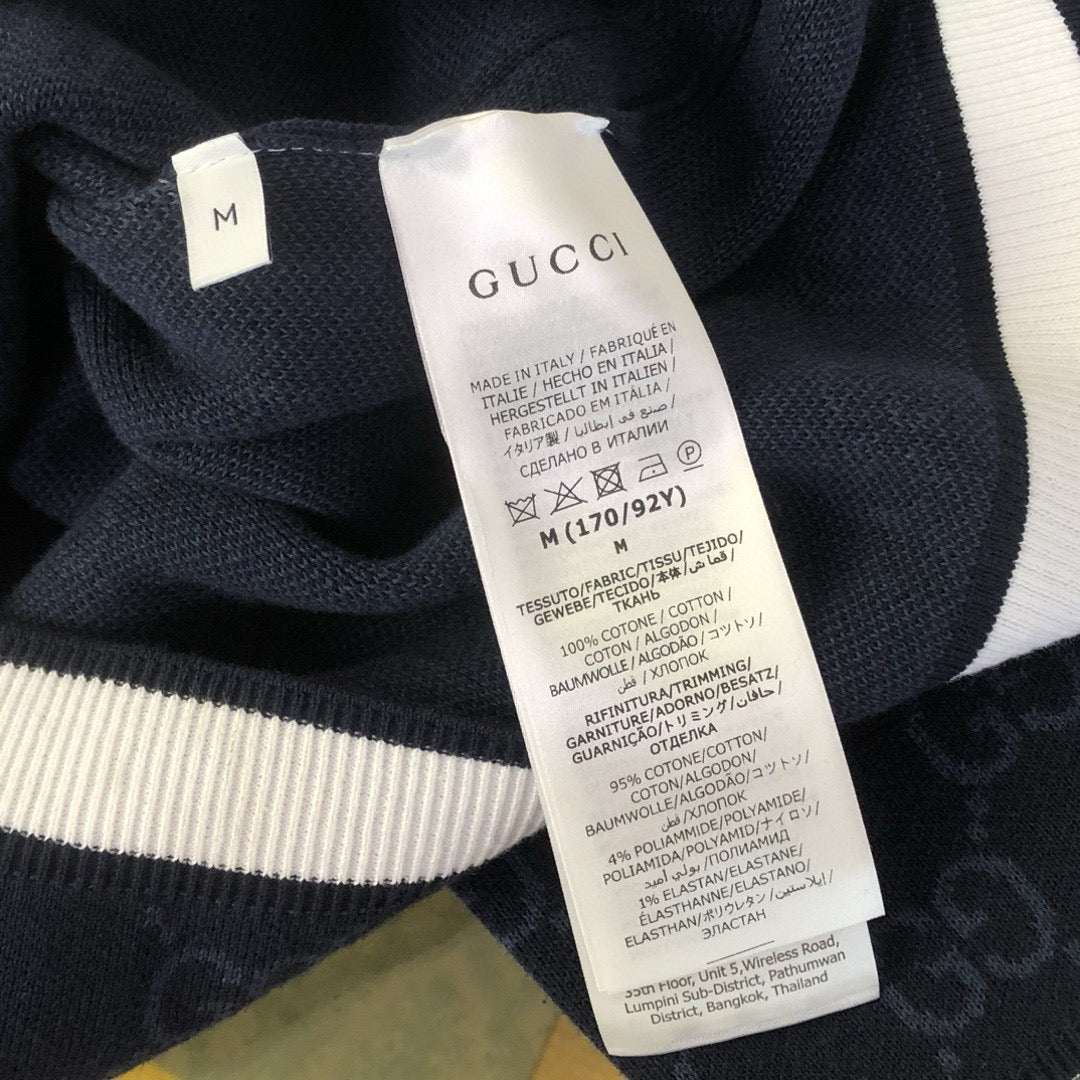 M
GUCCI
MADE IN ITALY / FABRIQUÉ EN
ITALIE / HECHO EN ITALIA /
HERGESTELLT IN ITALIEN /
FABRICADO EM ITÁLIA /
イタリア製 / صنع في إيطاليا /
СДЕЛАНО В ИТАЛИИ
P
M (170/92Y)
M
TESSUTO/FABRIC/TISSU/TEJIDO/
GEWEBE/TECIDO/本体/قماش/
ТКАНЬ
100% COTONE / COTTON /
COTON / ALGODON /
BAUMWOLLE / ALGODÃO / コットン /
قطن / ХЛОПОК
RIFINITURA/TRIMMING/
GARNITURE/ADORNO/BESATZ/
GUARNIÇÃO/トリミング/حافان/
ОТДЕЛКА
95% COTONE/COTTON/
COTON/ALGODON/
BAUMWOLLE/ALGODÃO/コットン/
قطن/ХЛОПОК
4% POLIAMMIDE/POLYAMIDE/
POLIAMIDA/POLYAMID/ナイロン/
بولي أميد/ПОЛИАМИД
1% ELASTAN/ELASTANE/
ÉLASTHANNE/ELASTANO/
ELASTHAN/ポリウレタン/إيلاستين/
ЭЛАСТАН
35th Floor, Unit 5,Wireless Road,
Lumpini Sub-District, Pathumwan
District, Bangkok, Thailand